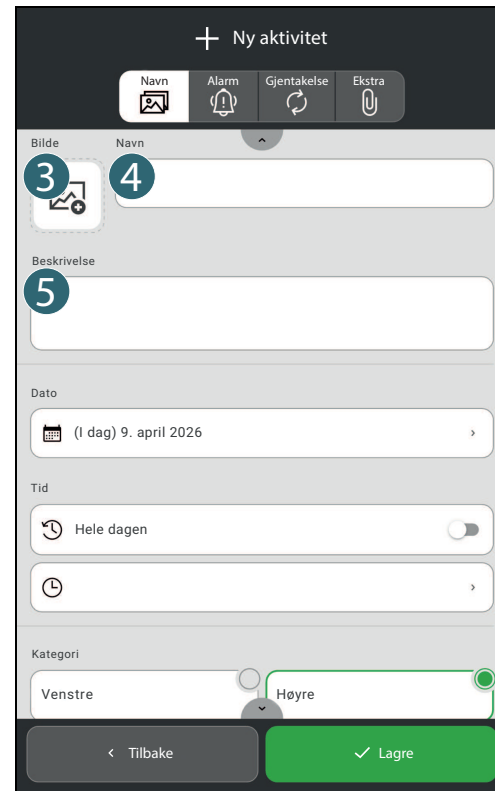 Ny aktivitet
Navn Alarm Gjentakelse Ekstra
Bilde Navn
3 4
Beskrivelse
5
Dato
(I dag) 9. april 2026
Tid
Hele dagen
Kategori
Venstre Høyre
Tilbake Lagre